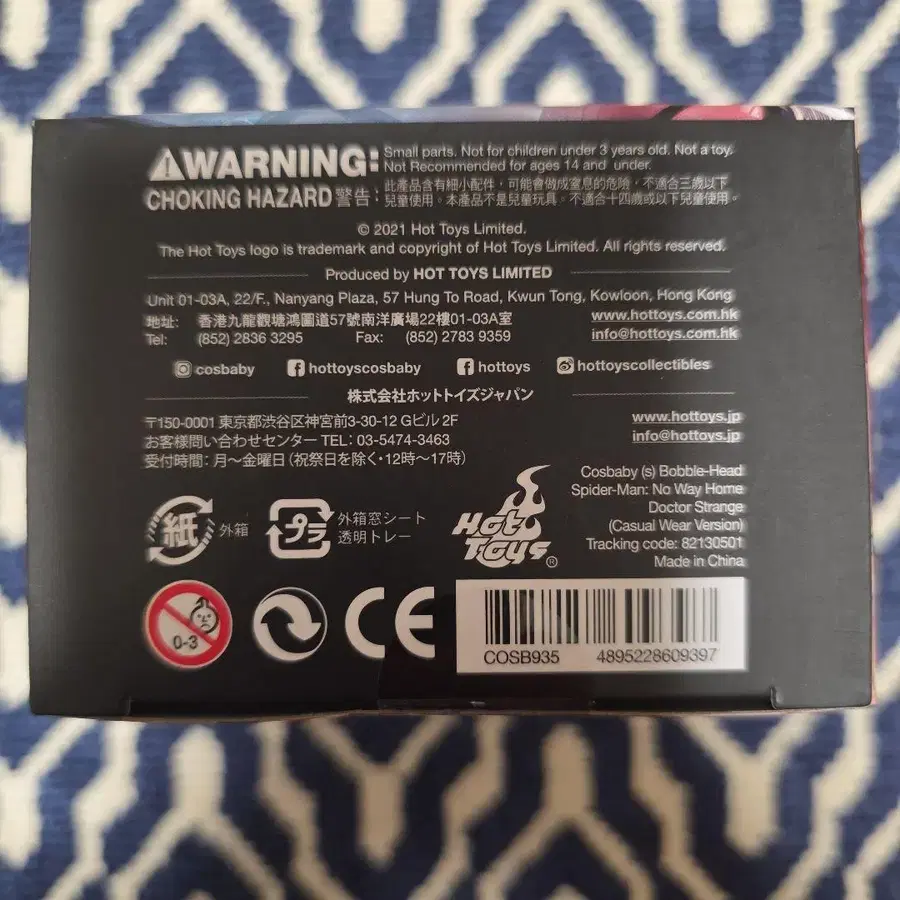 WARNING: Small parts. Not for children under 3 years old. Not a toy.
Not Recommended for ages 14 and under.
CHOKING HAZARD 警告: 此產品含有細小配件，可能會做成窒息的危險，不適合三歲以下
兒童使用。本產品不是兒童玩具。不適合十四歲或以下兒童使用。
© 2021 Hot Toys Limited.
The Hot Toys logo is trademark and copyright of Hot Toys Limited. All rights reserved.
Produced by HOT TOYS LIMITED
Unit 01-03A, 22/F., Nanyang Plaza, 57 Hung To Road, Kwun Tong, Kowloon, Hong Kong
地址: 香港九龍觀塘鴻圖道57號南洋廣場22樓01-03A室 www.hottoys.com.hk
Tel: (852) 2836 3295 Fax: (852) 2783 9359 info@hottoys.com.hk
cosbaby hottoyscosbaby hottoys hottoyscollectibles
株式会社ホットトイズジャパン
〒150-0001 東京都渋谷区神宮前3-30-12 Gビル 2F www.hottoys.jp
お客様問い合わせセンター TEL: 03-5474-3463 info@hottoys.jp
受付時間: 月〜金曜日 (祝祭日を除く・12時〜17時)
Cosbaby (s) Bobble-Head
Spider-Man: No Way Home
Doctor Strange
(Casual Wear Version)
Tracking code: 82130501
Made in China
紙 外箱
プラ 外箱窓シート
透明トレー
Hot Toys ®
0-3
CE
COSB935 4895228609397